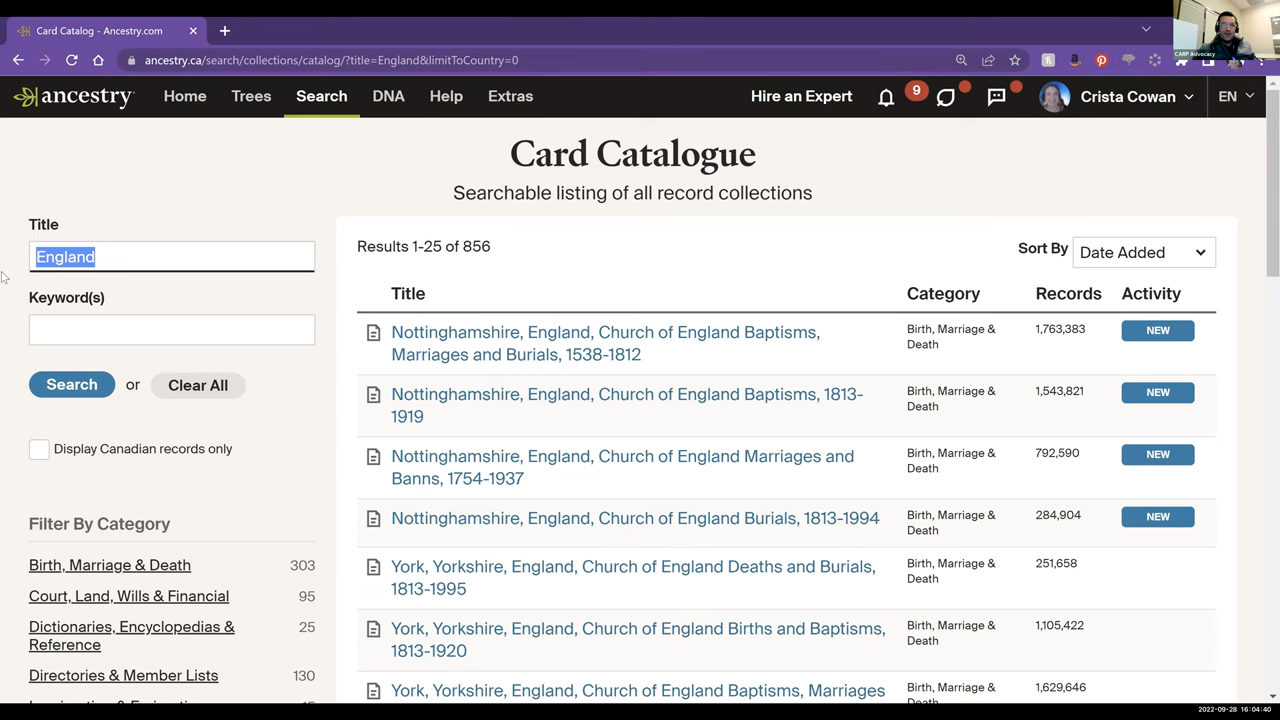 Card Catalog - Ancestry.com
ancestry.ca/search/collections/catalog/?title=England&limitToCountry=0
CARP Advocacy
ancestry
Home Trees Search DNA Help Extras Hire an Expert 9 Crista Cowan EN
Card Catalogue
Searchable listing of all record collections
Title
England
Keyword(s)
Search or Clear All
Display Canadian records only
Filter By Category
Birth, Marriage & Death 303
Court, Land, Wills & Financial 95
Dictionaries, Encyclopedias & 25
Reference
Directories & Member Lists 130
Results 1-25 of 856
Sort By Date Added
Title Category Records Activity
Nottinghamshire, England, Church of England Baptisms, Birth, Marriage & 1,763,383 NEW
Marriages and Burials, 1538-1812 Death
Nottinghamshire, England, Church of England Baptisms, 1813- Birth, Marriage & 1,543,821 NEW
1919 Death
Nottinghamshire, England, Church of England Marriages and Birth, Marriage & 792,590 NEW
Banns, 1754-1937 Death
Nottinghamshire, England, Church of England Burials, 1813-1994 Birth, Marriage & 284,904 NEW
Death
York, Yorkshire, England, Church of England Deaths and Burials, Birth, Marriage & 251,658
1813-1995 Death
York, Yorkshire, England, Church of England Births and Baptisms, Birth, Marriage & 1,105,422
1813-1920 Death
York, Yorkshire, England, Church of England Baptisms, Marriages Birth, Marriage & 1,629,646
Death
2022-09-28 16:04:40